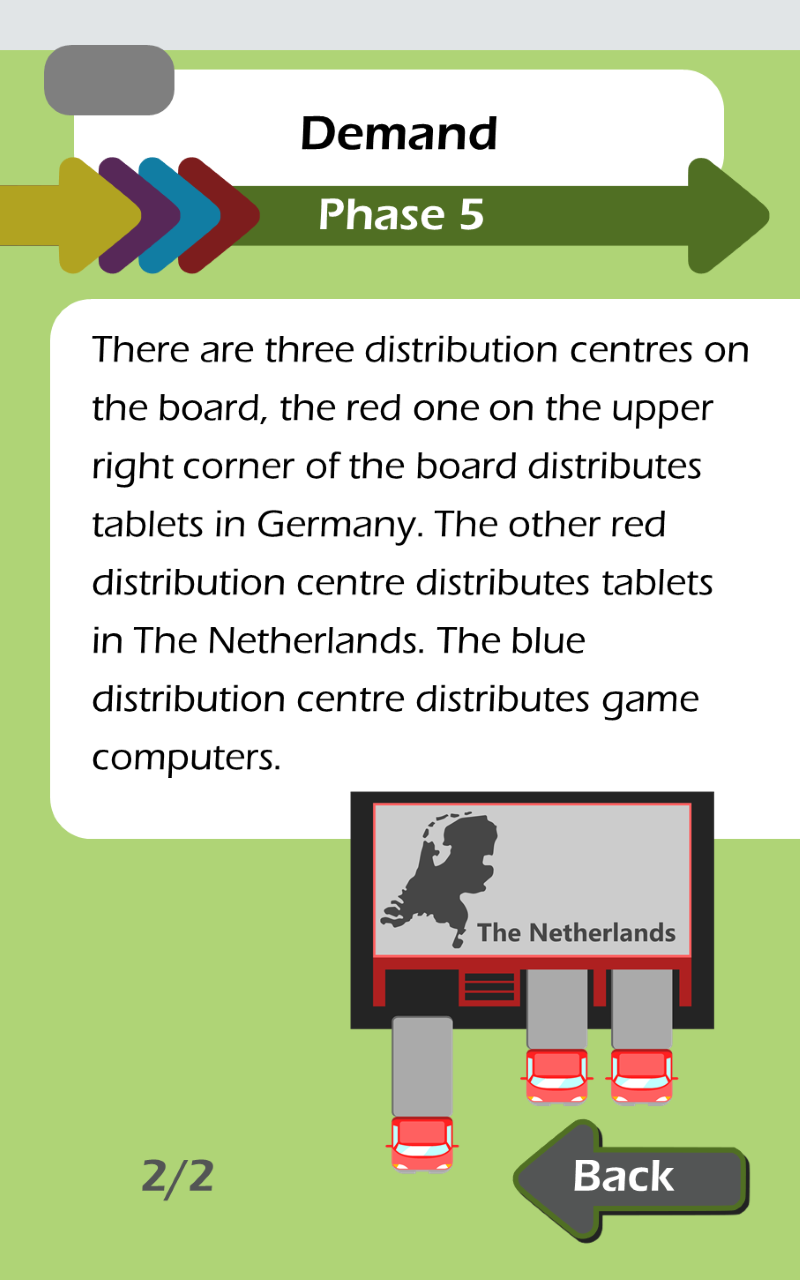 Demand
Phase 5
There are three distribution centres on
the board, the red one on the upper
right corner of the board distributes
tablets in Germany. The other red
distribution centre distributes tablets
in The Netherlands. The blue
distribution centre distributes game
computers.
The Netherlands
2/2
Back